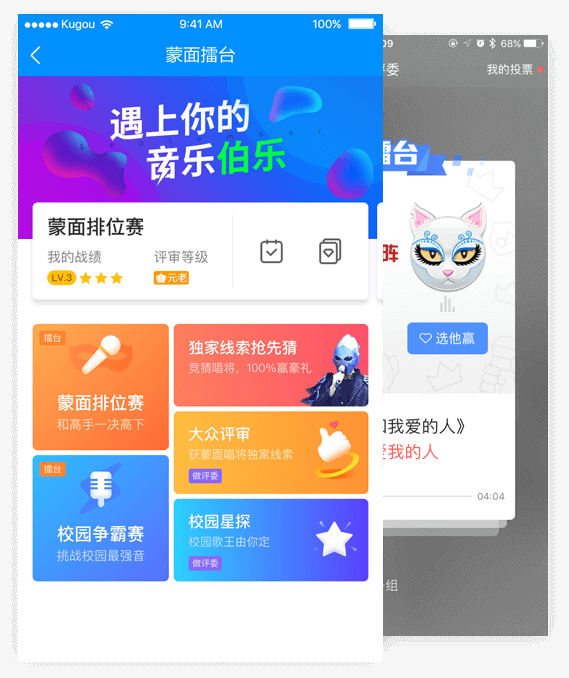 Kugou
9:41 AM
100%
蒙面擂台
遇上你的
September
音乐伯乐
蒙面排位赛
我的战绩
评审等级
LV.3
元老
擂台
蒙面排位赛
和高手一决高下
独家线索抢先猜
竞猜唱将，100%赢豪礼
大众评审
获蒙面唱将独家线索
做评委
擂台
校园争霸赛
挑战校园最强音
校园星探
校园歌王由你定
做评委
09
68%
评委
我的投票
擂台
阵
选他赢
和我爱的人》
爱我的人
04:04
组